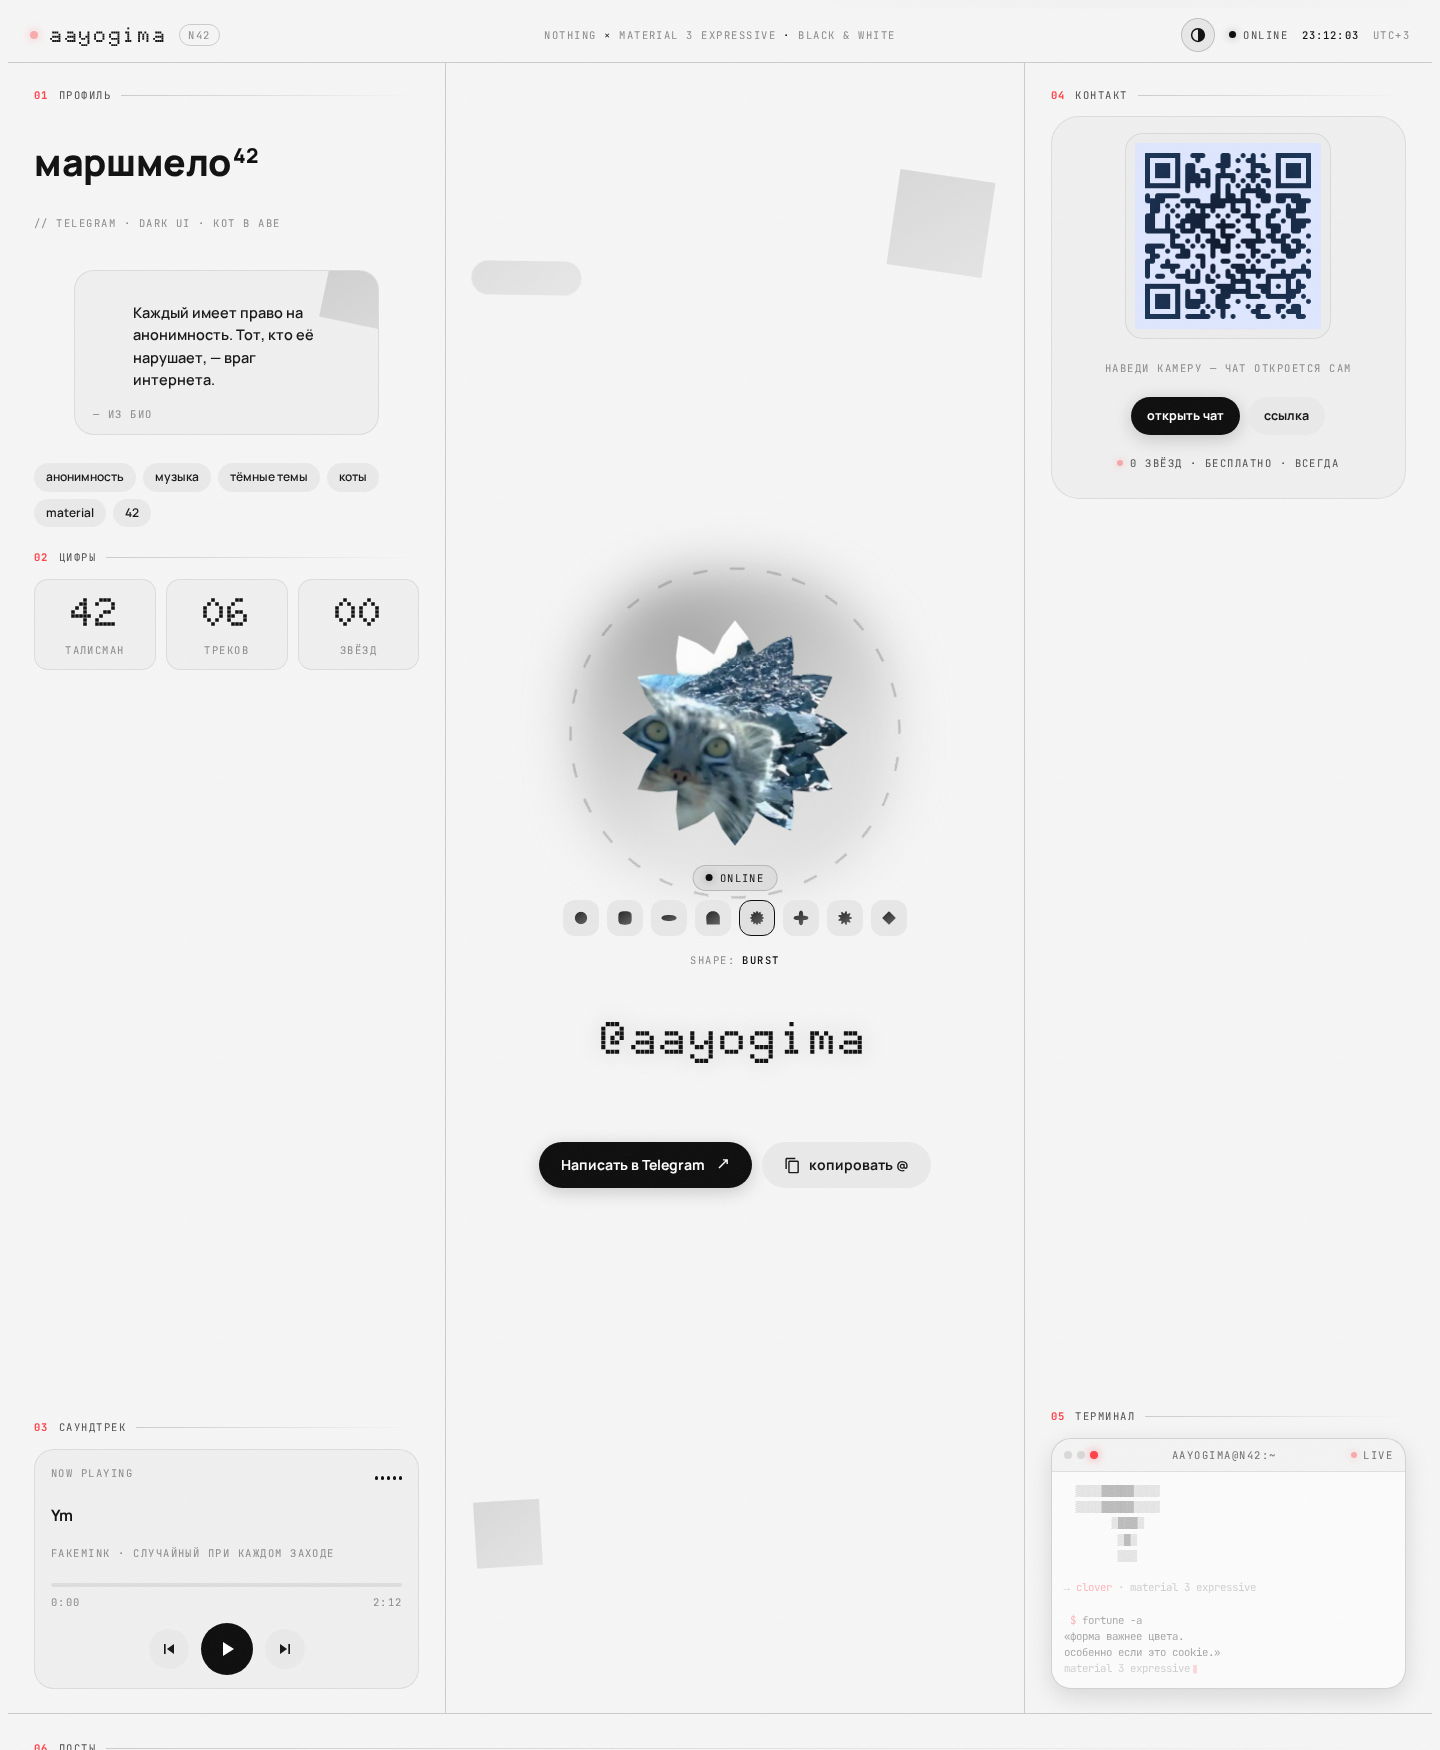 aayogima N42
NOTHING × MATERIAL 3 EXPRESSIVE · BLACK & WHITE
ONLINE 23:12:03 UTC+3
01 ПРОФИЛЬ
маршмело42
// TELEGRAM · DARK UI · КОТ В АВЕ
Каждый имеет право на
анонимность. Тот, кто её
нарушает, — враг
интернета.
— ИЗ БИО
анонимность музыка тёмные темы коты
material 42
02 ЦИФРЫ
42 06 00
ТАЛИСМАН ТРЕКОВ ЗВЁЗД
03 САУНДТРЕК
NOW PLAYING
Ym
FAKEMINK · СЛУЧАЙНЫЙ ПРИ КАЖДОМ ЗАХОДЕ
0:00 2:12
ONLINE
SHAPE: BURST
@aayogima
Написать в Telegram ↗ копировать @
04 КОНТАКТ
НАВЕДИ КАМЕРУ — ЧАТ ОТКРОЕТСЯ САМ
открыть чат ссылка
0 ЗВЁЗД · БЕСПЛАТНО · ВСЕГДА
05 ТЕРМИНАЛ
AAYOGIMA@N42:~ LIVE
→ clover · material 3 expressive
$ fortune -a
«форма важнее цвета.
особенно если это cookie.»
material 3 expressive
06 ПОСТЫ